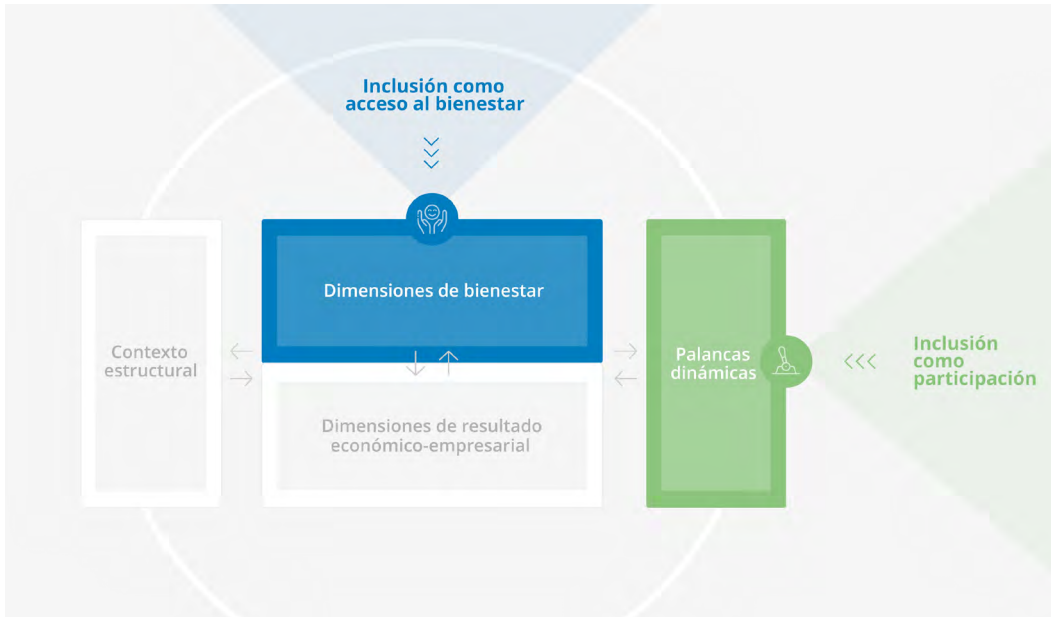 Inclusión como
acceso al bienestar
Dimensiones de bienestar
Contexto
estructural
Dimensiones de resultado
económico-empresarial
Palancas
dinámicas
Inclusión
como
participación